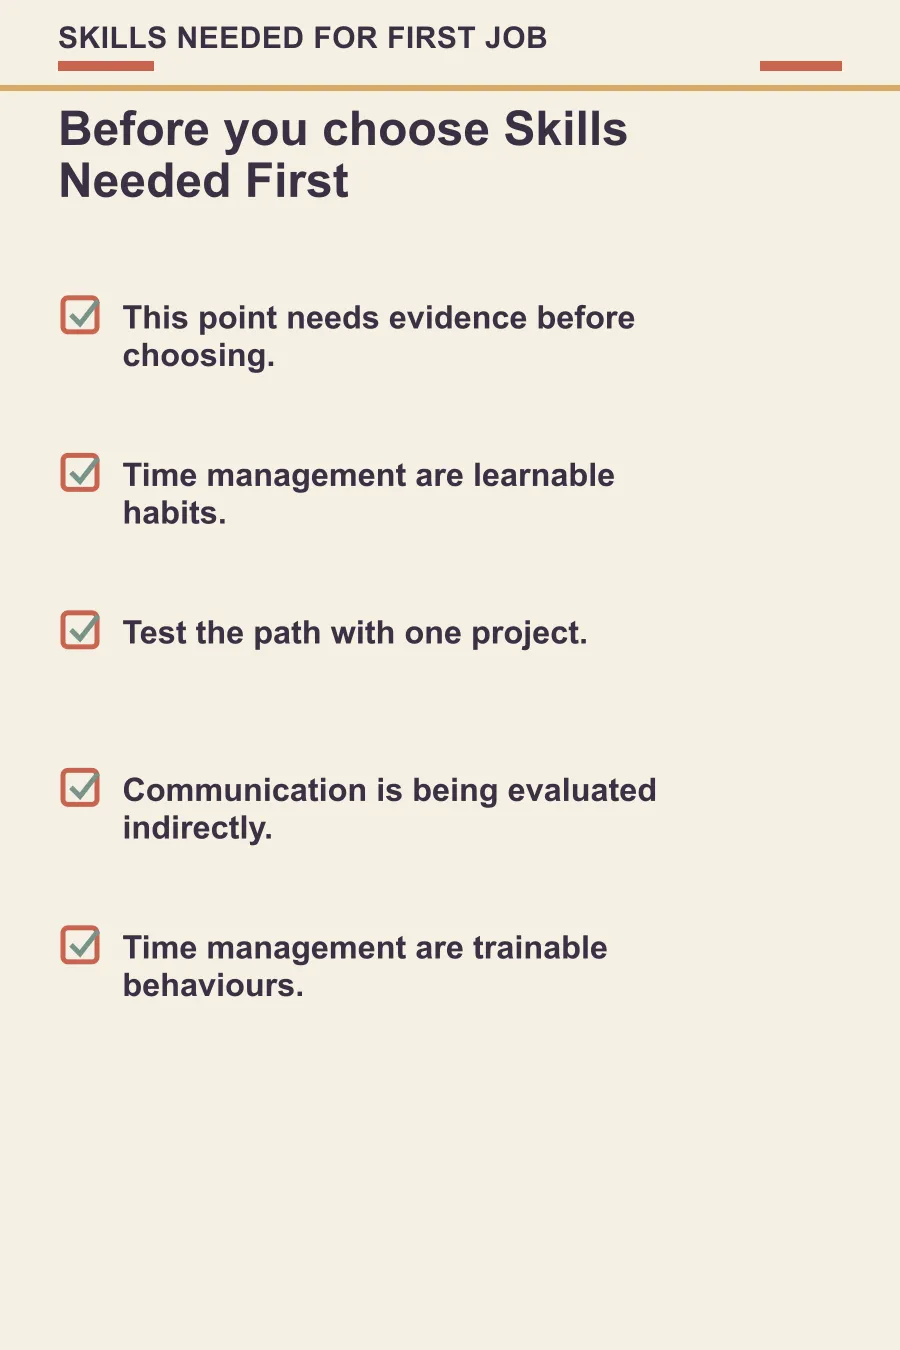 SKILLS NEEDED FOR FIRST JOB
Before you choose Skills
Needed First
This point needs evidence before
choosing.
Time management are learnable
habits.
Test the path with one project.
Communication is being evaluated
indirectly.
Time management are trainable
behaviours.